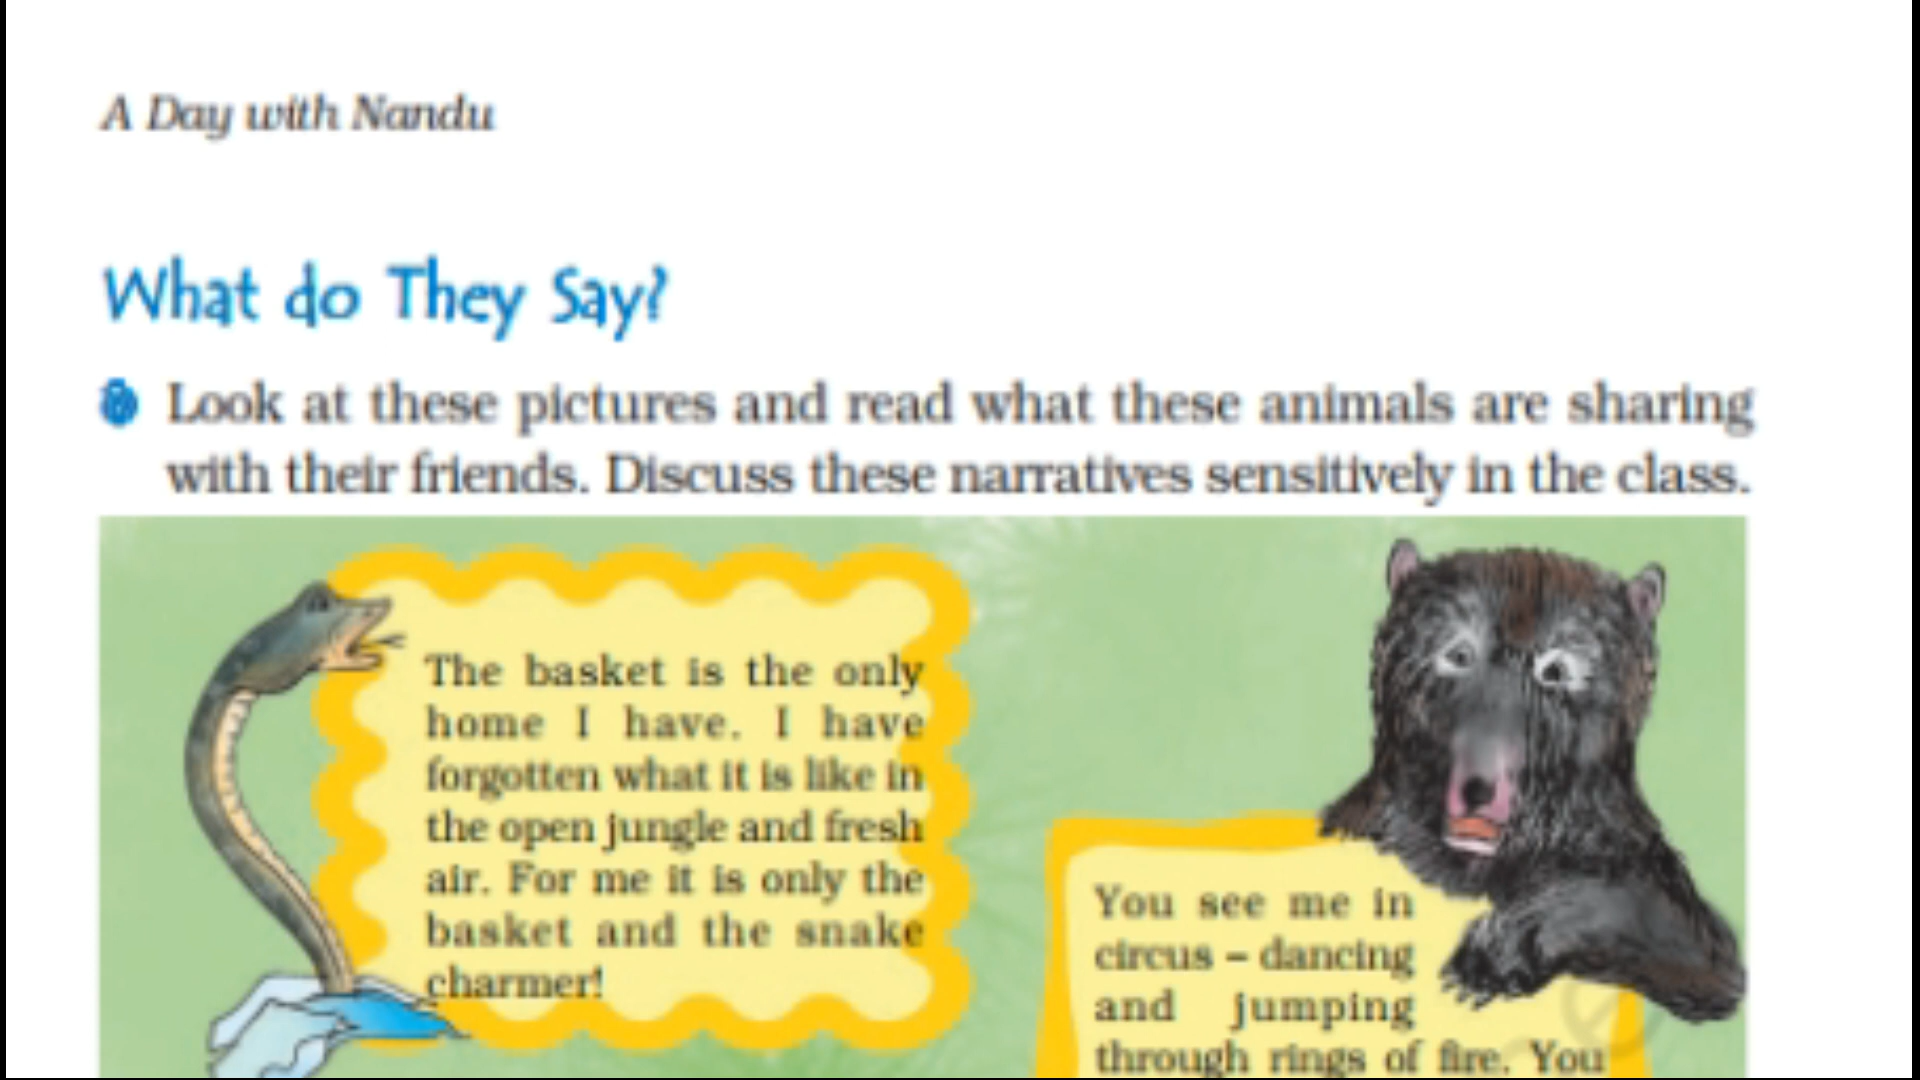 A Day with Nandu
What do They Say?
Look at these pictures and read what these animals are sharing
with their friends. Discuss these narratives sensitively in the class.
The basket is the only
home I have. I have
forgotten what it is like in
the open jungle and fresh
air. For me it is only the
basket and the snake
charmer!
You see me in
circus – dancing
and jumping
through rings of fire. You